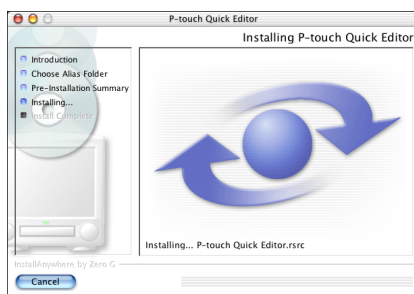 P-touch Quick Editor
Installing P-touch Quick Editor
Introduction
Choose Alias Folder
Pre-Installation Summary
Installing...
Install Complete
Installing... P-touch Quick Editor.rsrc
InstallAnywhere by Zero G
Cancel